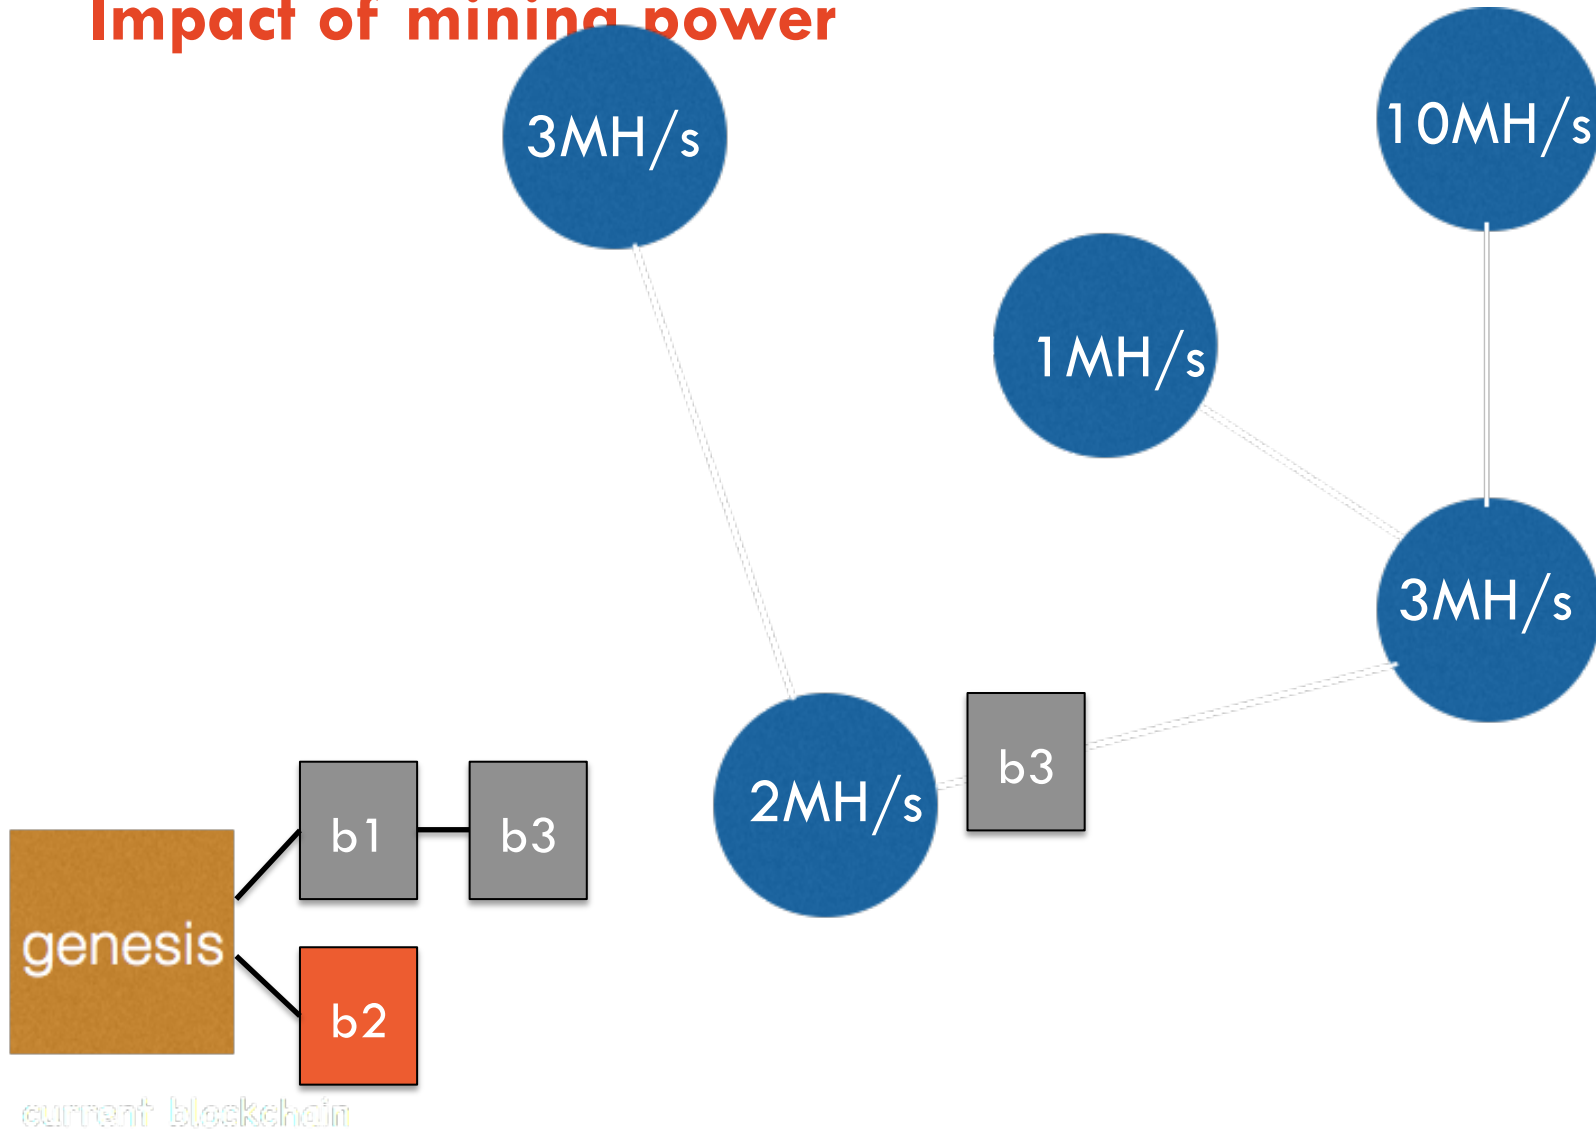 Impact of mining power
3MH/s
10MH/s
1MH/s
3MH/s
2MH/s
b3
b1
b3
genesis
b2
current blockchain